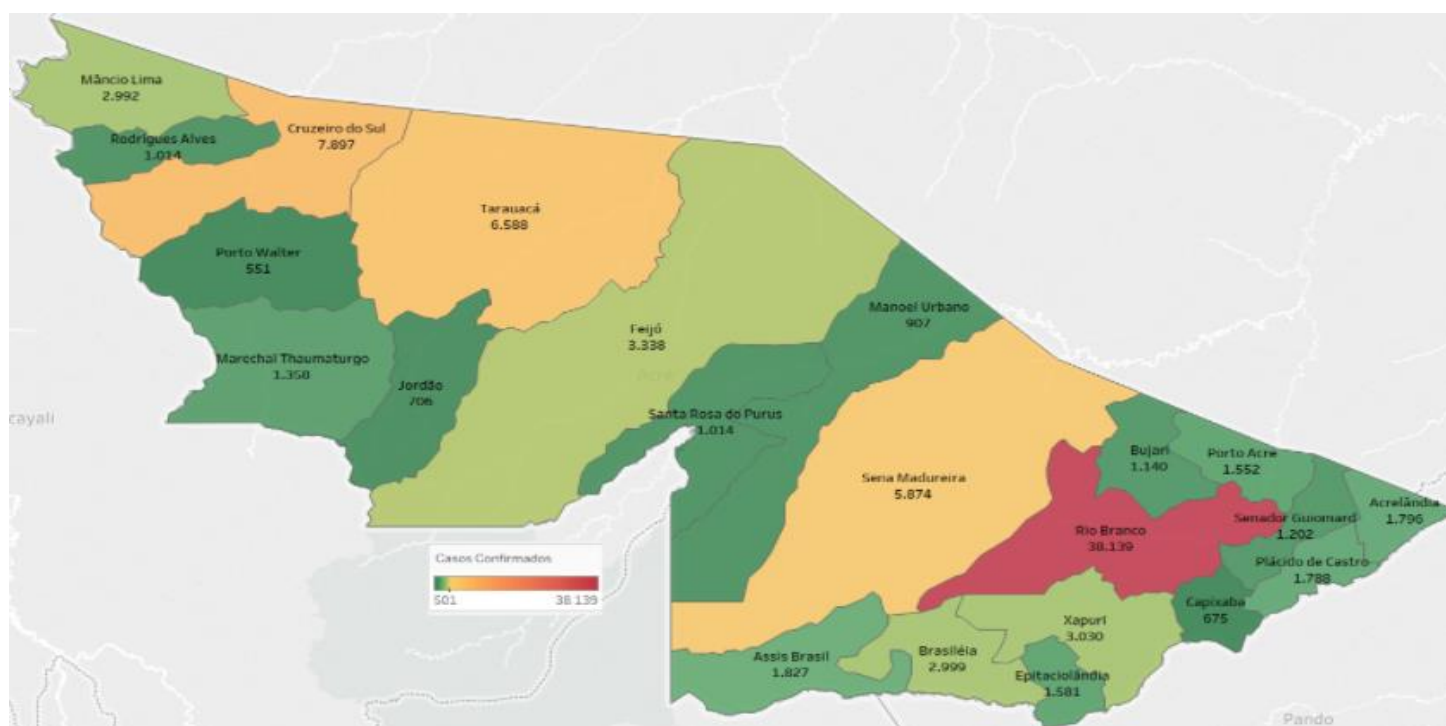 Mâncio Lima
2.992
Rodrigues Alves
1.014
Cruzeiro do Sul
7.897
Tarauacá
6.588
Porto Walter
551
Marechal Thaumaturgo
1.358
Jordão
706
Feijó
3.338
Acre
Manoel Urbano
907
Santa Rosa do Purus
1.014
Sena Madureira
5.874
Bujari
1.140
Porto Acre
1.552
Acrelândia
1.796
Senador Guiomard
1.202
Rio Branco
38.139
Plácido de Castro
1.788
Capixaba
675
Xapuri
3.030
Brasiléia
2.999
Assis Brasil
1.827
Epitaciolândia
1.581
cayali
Casos Confirmados
501
38 139
Pando